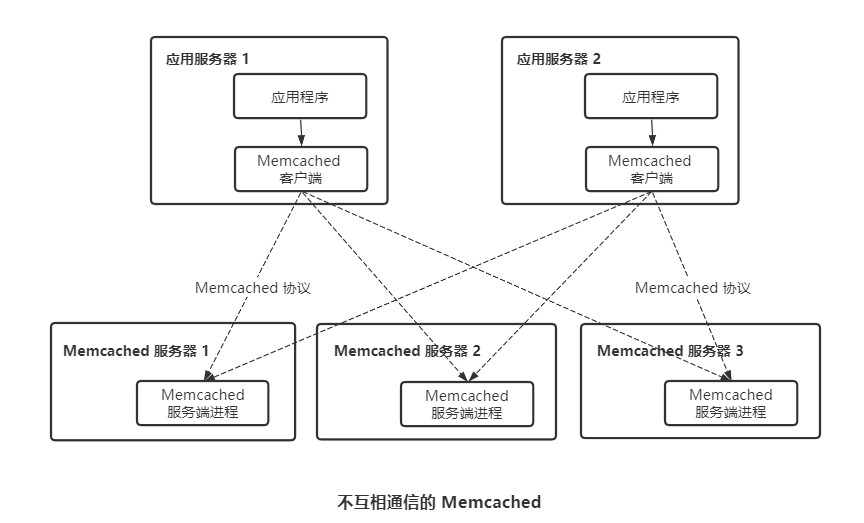 应用服务器 1
应用程序
Memcached
客户端
应用服务器 2
应用程序
Memcached
客户端
Memcached 协议
Memcached 协议
Memcached 服务器 1
Memcached
服务端进程
Memcached 服务器 2
Memcached
服务端进程
Memcached 服务器 3
Memcached
服务端进程
不互相通信的 Memcached